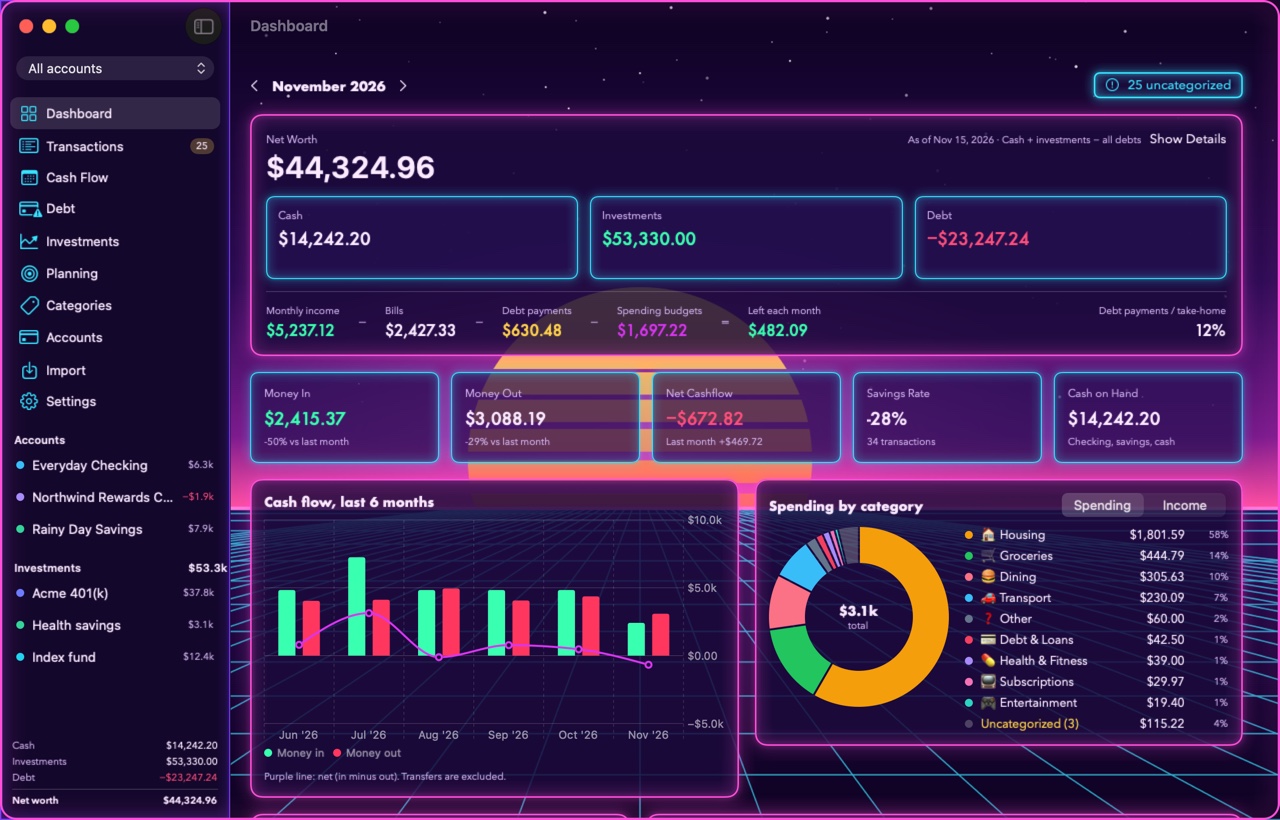 Dashboard
All accounts
Dashboard
Transactions 25
Cash Flow
Debt
Investments
Planning
Categories
Accounts
Import
Settings
Accounts
Everyday Checking $6.3k
Northwind Rewards C... −$1.9k
Rainy Day Savings $7.9k
Investments $53.3k
Acme 401(k) $37.8k
Health savings $3.1k
Index fund $12.4k
Cash $14,242.20
Investments $53,330.00
Debt −$23,247.24
Net worth $44,324.96
November 2026
25 uncategorized
Net Worth
As of Nov 15, 2026 · Cash + investments − all debts Show Details
$44,324.96
Cash
$14,242.20
Investments
$53,330.00
Debt
−$23,247.24
Monthly income
$5,237.12
−
Bills
$2,427.33
−
Debt payments
$630.48
−
Spending budgets
$1,697.22
=
Left each month
$482.09
Debt payments / take-home
12%
Money In
$2,415.37
-50% vs last month
Money Out
$3,088.19
-29% vs last month
Net Cashflow
−$672.82
Last month +$469.72
Savings Rate
-28%
34 transactions
Cash on Hand
$14,242.20
Checking, savings, cash
Cash flow, last 6 months
$10.0k
$5.0k
$0.00
−$5.0k
Jun '26 Jul '26 Aug '26 Sep '26 Oct '26 Nov '26
Money in Money out
Purple line: net (in minus out). Transfers are excluded.
Spending by category
Spending Income
$3.1k
total
Housing $1,801.59 58%
Groceries $444.79 14%
Dining $305.63 10%
Transport $230.09 7%
Other $60.00 2%
Debt & Loans $42.50 1%
Health & Fitness $39.00 1%
Subscriptions $29.97 1%
Entertainment $19.40 1%
Uncategorized (3) $115.22 4%